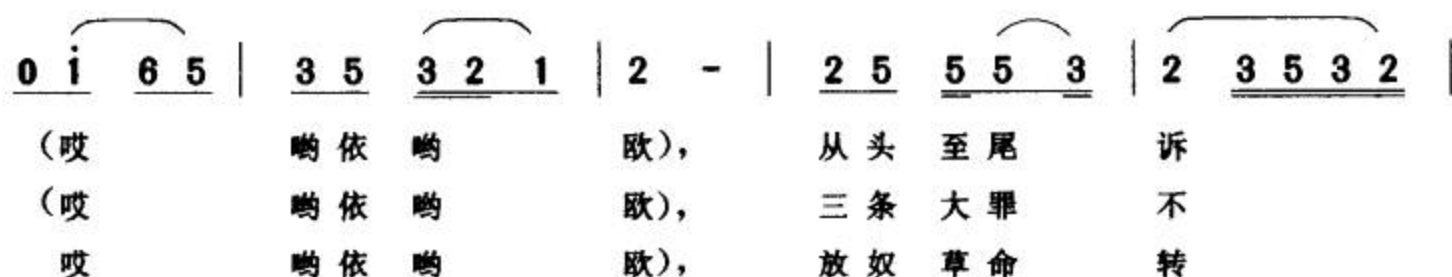 0 i 6 5 | 3 5 3 2 1 | 2 - | 2 5 5 5 3 | 2 3 5 3 2 |
(哎 哟依哟 欧), 从头至尾 诉
(哎 哟依哟 欧), 三条大罪 不
哎 哟依哟 欧), 放奴草命 转